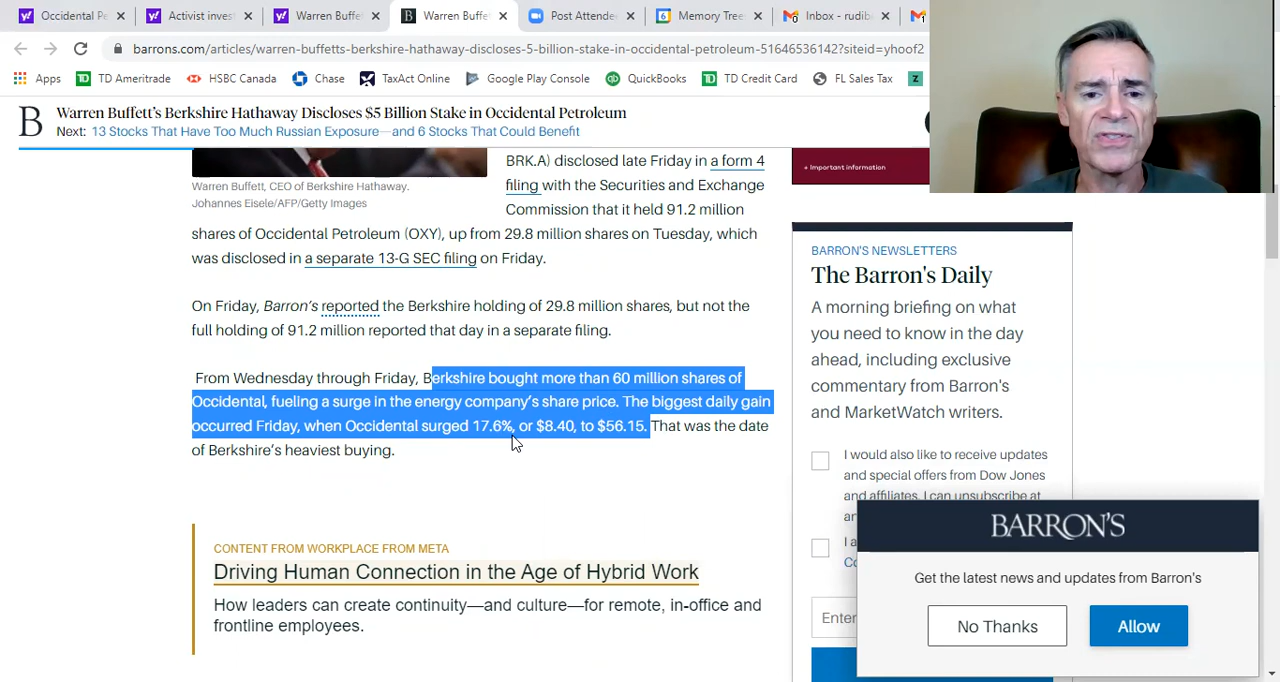 Occidental P
Activist inves
Warren Buffe
Warren Buffe
Post Attende
Memory Tree
Inbox - rudib
barrons.com/articles/warren-buffetts-berkshire-hathaway-discloses-5-billion-stake-in-occidental-petroleum-51646536142?siteid=yhoof2
Apps
TD Ameritrade
HSBC Canada
Chase
TaxAct Online
Google Play Console
QuickBooks
TD Credit Card
FL Sales Tax
B
Warren Buffett's Berkshire Hathaway Discloses $5 Billion Stake in Occidental Petroleum
Next: 13 Stocks That Have Too Much Russian Exposure—and 6 Stocks That Could Benefit
Warren Buffett, CEO of Berkshire Hathaway.
Johannes Eisele/AFP/Getty Images
BRK.A) disclosed late Friday in a form 4
filing with the Securities and Exchange
Commission that it held 91.2 million
shares of Occidental Petroleum (OXY), up from 29.8 million shares on Tuesday, which
was disclosed in a separate 13-G SEC filing on Friday.
On Friday, Barron's reported the Berkshire holding of 29.8 million shares, but not the
full holding of 91.2 million reported that day in a separate filing.
From Wednesday through Friday, Berkshire bought more than 60 million shares of
Occidental, fueling a surge in the energy company's share price. The biggest daily gain
occurred Friday, when Occidental surged 17.6%, or $8.40, to $56.15. That was the date
of Berkshire's heaviest buying.
CONTENT FROM WORKPLACE FROM META
Driving Human Connection in the Age of Hybrid Work
How leaders can create continuity—and culture—for remote, in-office and
frontline employees.
+ Important information
BARRON'S NEWSLETTERS
The Barron's Daily
A morning briefing on what
you need to know in the day
ahead, including exclusive
commentary from Barron's
and MarketWatch writers.
I would also like to receive updates
and special offers from Dow Jones
and affiliates. I can unsubscribe at
an
I a
Co
Enter
BARRON'S
Get the latest news and updates from Barron's
No Thanks
Allow